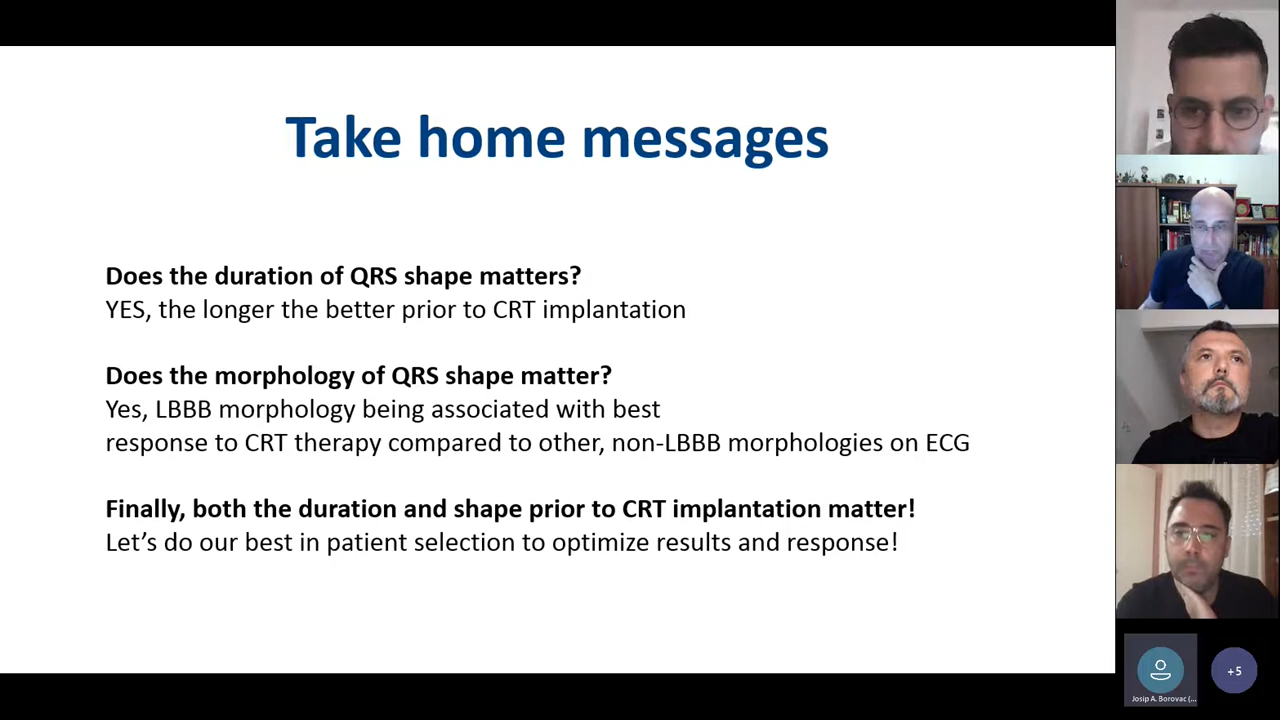 Take home messages
Does the duration of QRS shape matters?
YES, the longer the better prior to CRT implantation
Does the morphology of QRS shape matter?
Yes, LBBB morphology being associated with best
response to CRT therapy compared to other, non-LBBB morphologies on ECG
Finally, both the duration and shape prior to CRT implantation matter!
Let’s do our best in patient selection to optimize results and response!
Josip A. Borovac (...
+5